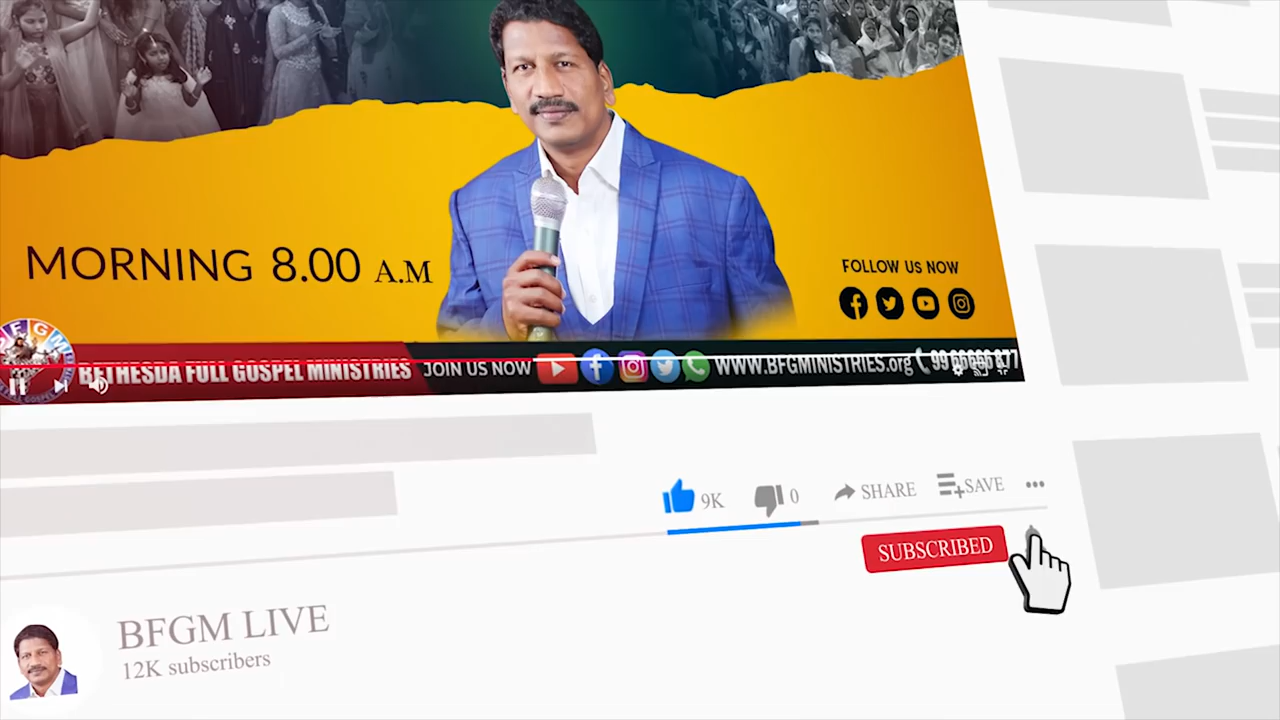 MORNING 8.00 A.M
FOLLOW US NOW
BFGM
BETHESDA FULL GOSPEL MINISTRIES
JOIN US NOW
WWW.BFGMINISTRIES.org
9K
0
SHARE
SAVE
SUBSCRIBED
BFGM LIVE
12K subscribers